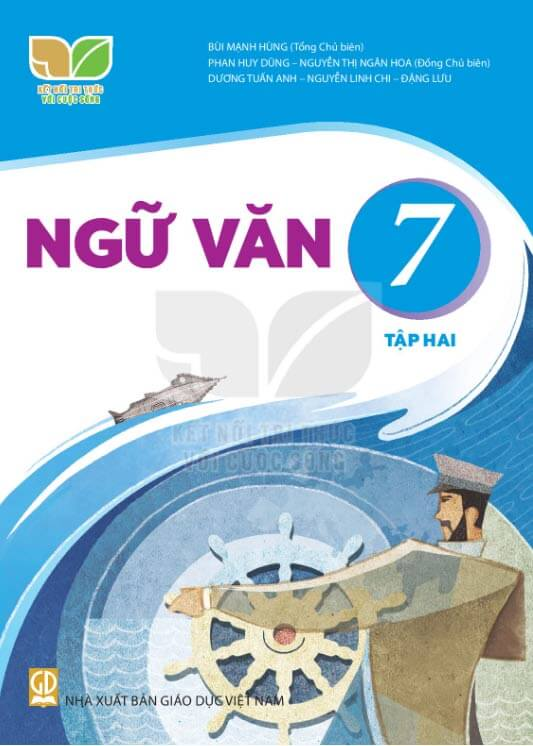 BÙI MẠNH HÙNG (Tổng Chủ biên)
PHAN HUY DŨNG – NGUYỄN THỊ NGÂN HOA (Đồng Chủ biên)
DƯƠNG TUẤN ANH – NGUYỄN LINH CHI – ĐẶNG LƯU
KẾT NỐI TRI THỨC
VỚI CUỘC SỐNG
NGỮ VĂN 7
TẬP HAI
KẾT NỐI TRI THỨC
VỚI CUỘC SỐNG
GD
NHÀ XUẤT BẢN GIÁO DỤC VIỆT NAM